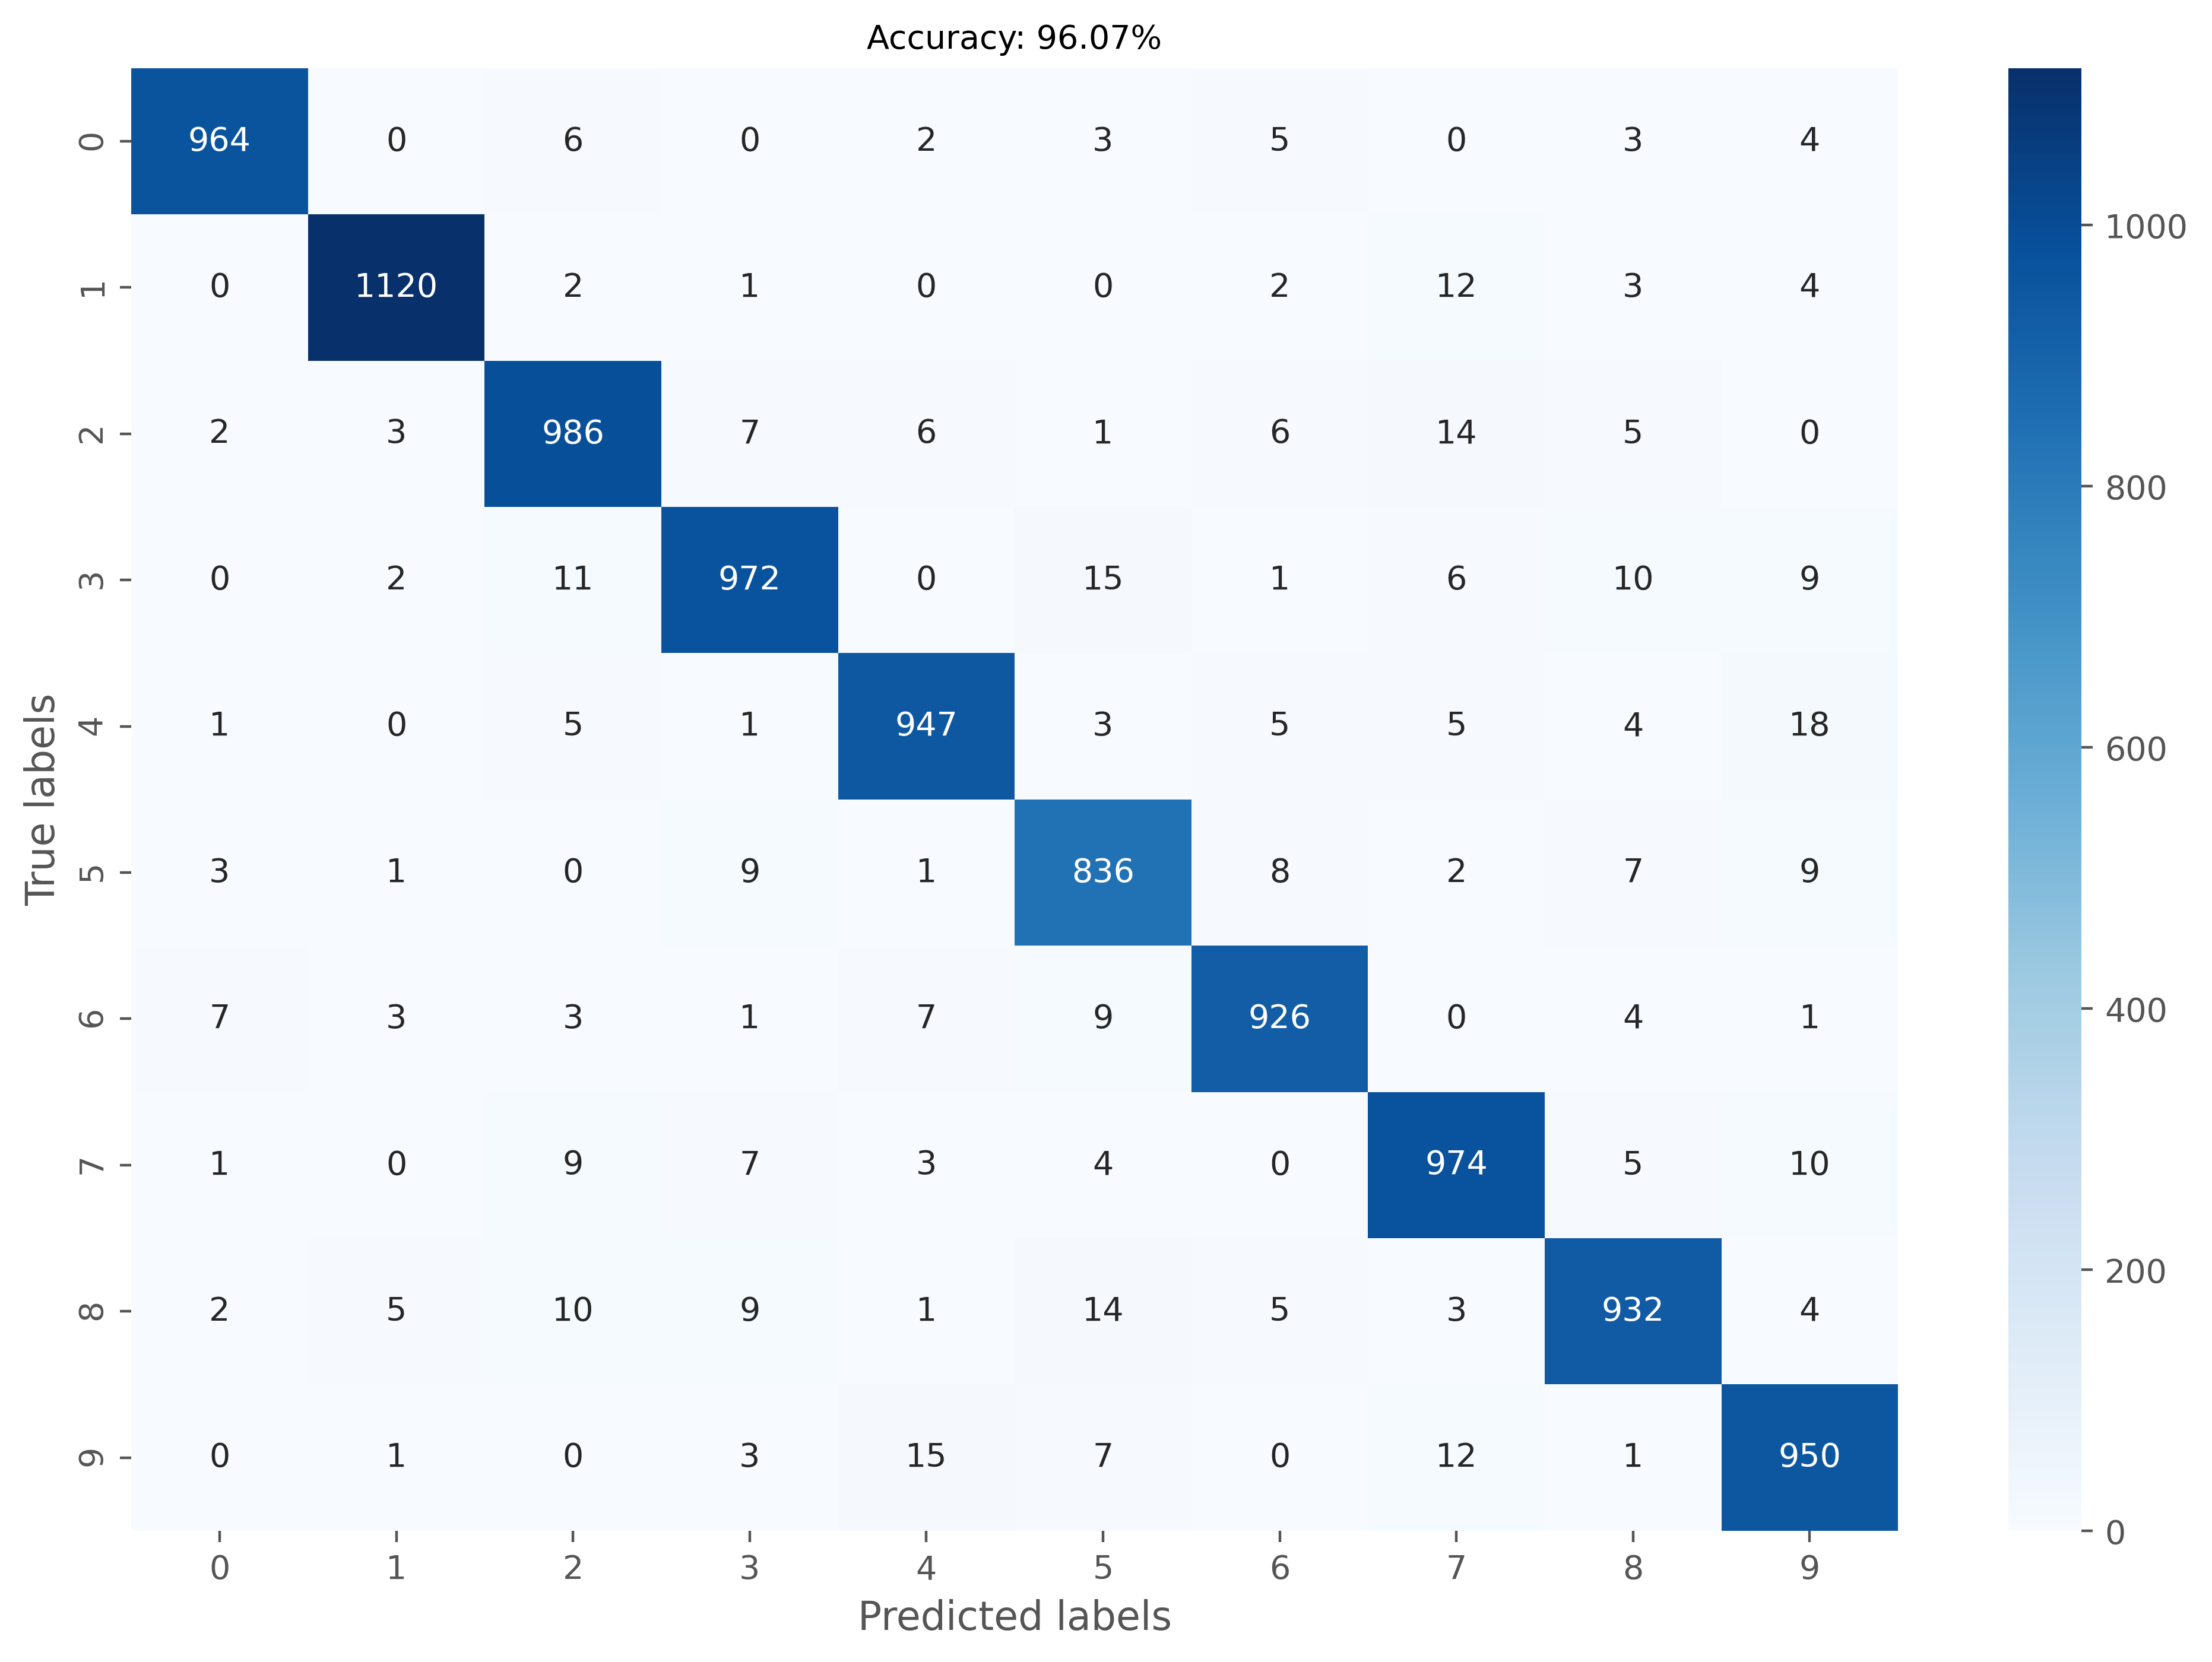 Accuracy: 96.07%
0 964 0 6 0 2 3 5 0 3 4
1 0 1120 2 1 0 0 2 12 3 4
2 2 3 986 7 6 1 6 14 5 0
3 0 2 11 972 0 15 1 6 10 9
4 1 0 5 1 947 3 5 5 4 18
5 3 1 0 9 1 836 8 2 7 9
6 7 3 3 1 7 9 926 0 4 1
7 1 0 9 7 3 4 0 974 5 10
8 2 5 10 9 1 14 5 3 932 4
9 0 1 0 3 15 7 0 12 1 950
0 1 2 3 4 5 6 7 8 9
Predicted labels
True labels
1000
800
600
400
200
0